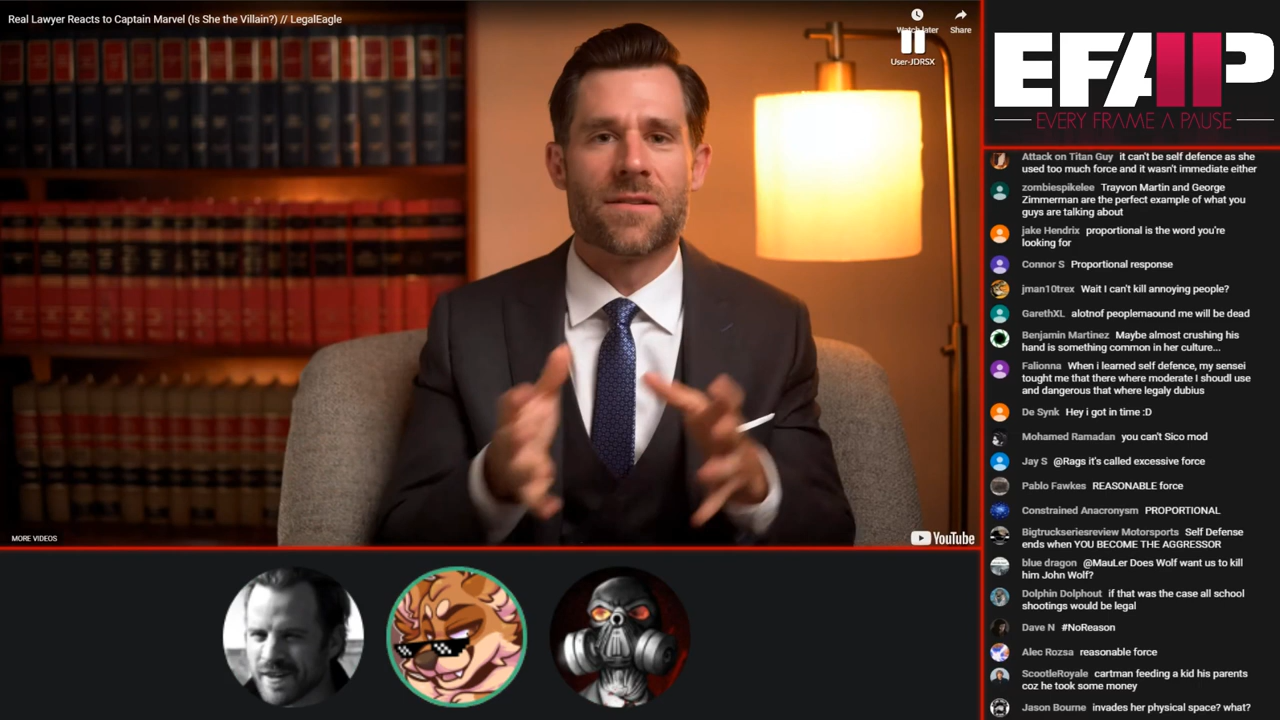 Real Lawyer Reacts to Captain Marvel (Is She the Villain?) // LegalEagle
Watch later
Share
User-JDRSX
MORE VIDEOS
YouTube
EFAP
EVERY FRAME A PAUSE
Attack on Titan Guy it can't be self defence as she
used too much force and it wasn't immediate either
zombiespikelee Trayvon Martin and George
Zimmerman are the perfect example of what you
guys are talking about
jake Hendrix proportional is the word you're
looking for
Connor S Proportional response
jman10trex Wait I can't kill annoying people?
GarethXL alotnof peoplemaound me will be dead
Benjamin Martinez Maybe almost crushing his
hand is something common in her culture...
Falionna When i learned self defence, my sensei
tought me that there where moderate I shoudl use
and dangerous that where legaly dubius
De Synk Hey i got in time :D
Mohamed Ramadan you can't Sico mod
Jay S @Rags it's called excessive force
Pablo Fawkes REASONABLE force
Constrained Anacronysm PROPORTIONAL
Bigtruckseriesreview Motorsports Self Defense
ends when YOU BECOME THE AGGRESSOR
blue dragon @MauLer Does Wolf want us to kill
him John Wolf?
Dolphin Dolphout if that was the case all school
shootings would be legal
Dave N #NoReason
Alec Rozsa reasonable force
ScootleRoyale cartman feeding a kid his parents
coz he took some money
Jason Bourne invades her physical space? what?